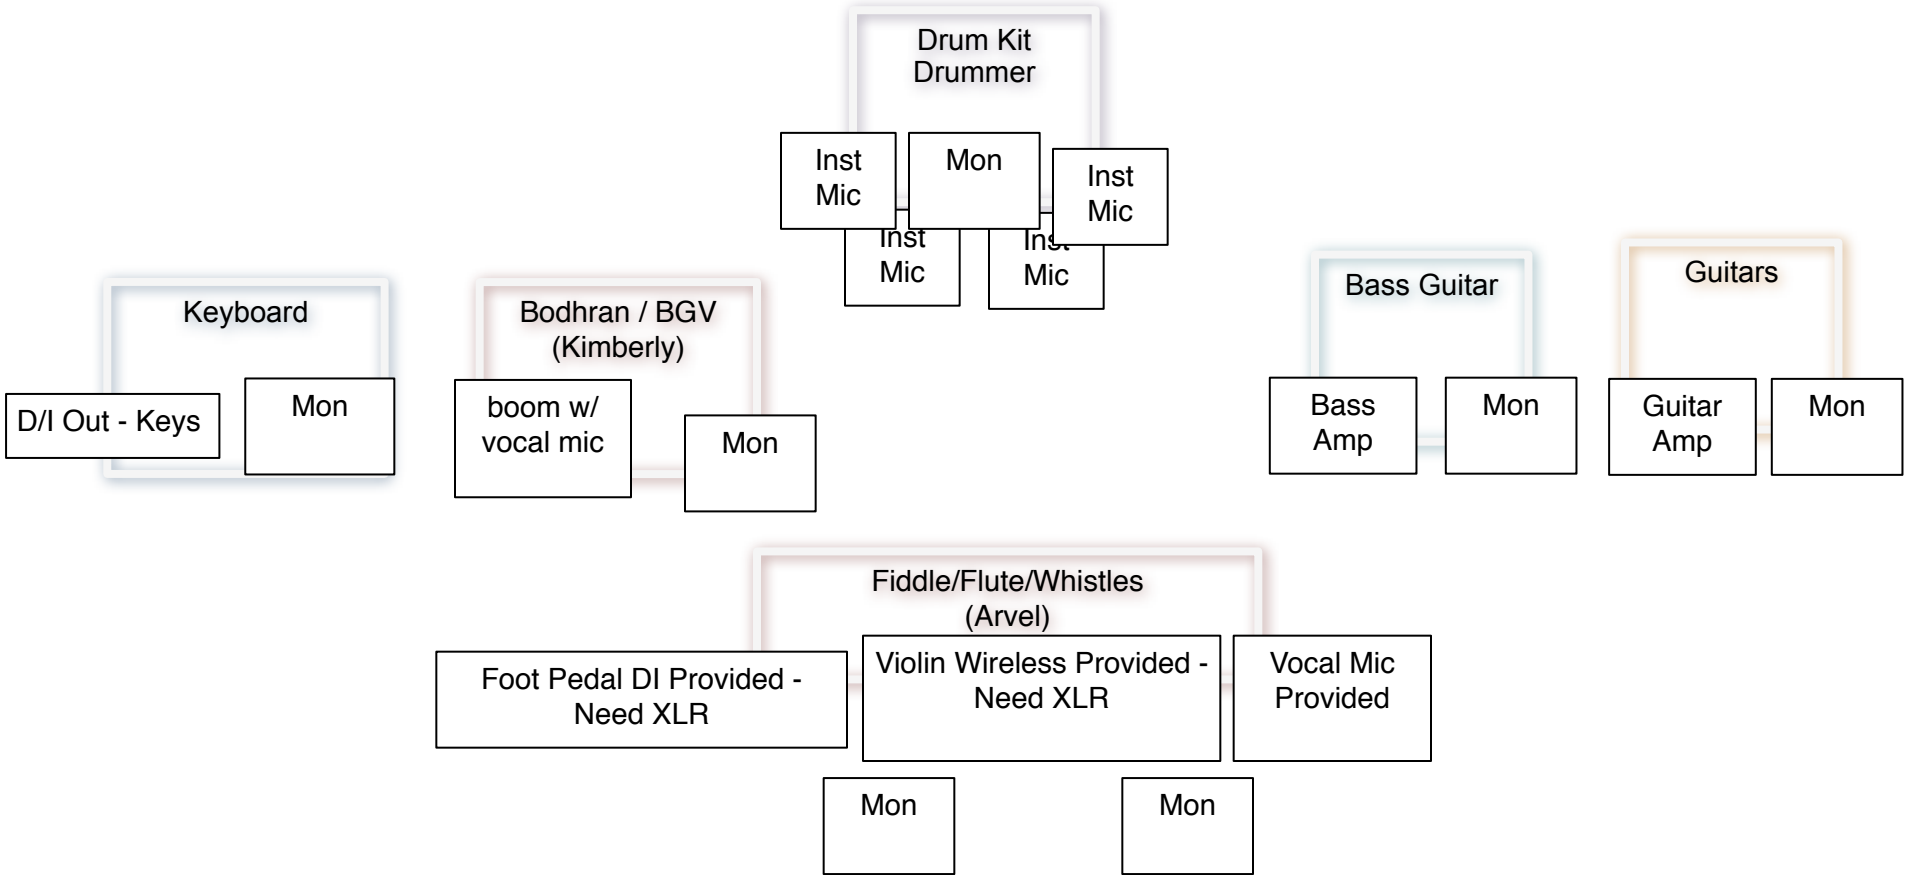 Drum Kit
Drummer
Inst
Mic
Mon
Inst
Mic
Inst
Mic
Inst
Mic
Keyboard
D/I Out - Keys
Mon
Bodhran / BGV
(Kimberly)
boom w/
vocal mic
Mon
Bass Guitar
Bass
Amp
Mon
Guitars
Guitar
Amp
Mon
Fiddle/Flute/Whistles
(Arvel)
Foot Pedal DI Provided -
Need XLR
Violin Wireless Provided -
Need XLR
Vocal Mic
Provided
Mon
Mon